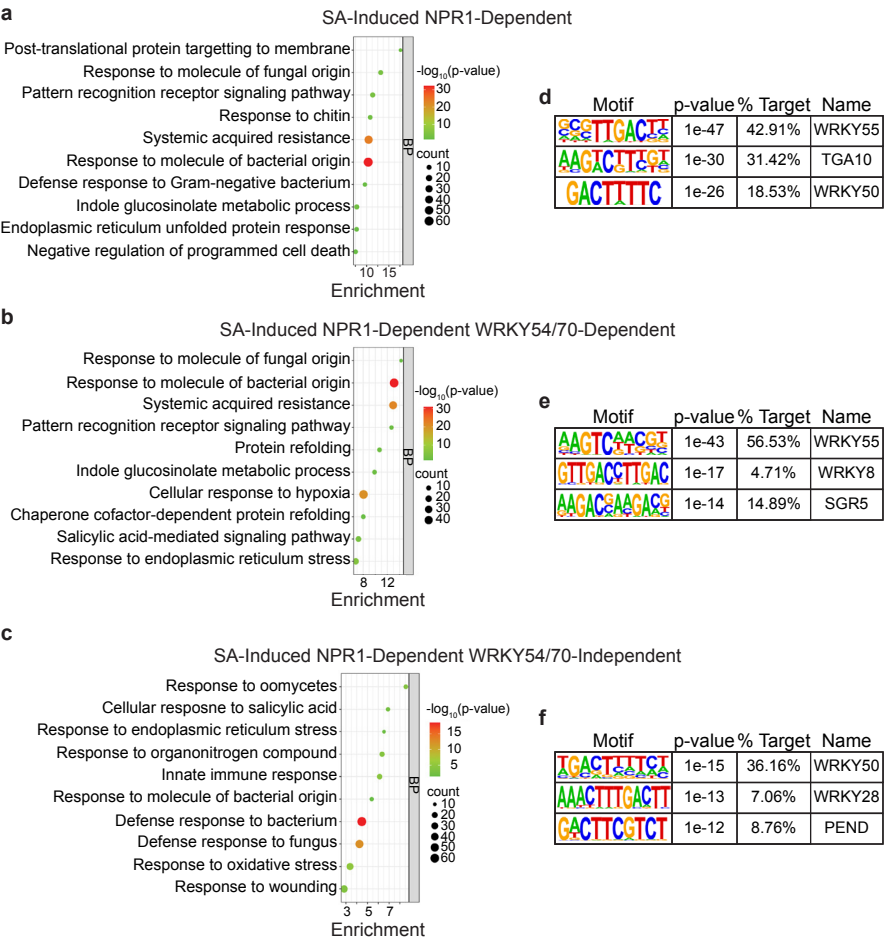 a
SA-Induced NPR1-Dependent
Post-translational protein targetting to membrane
Response to molecule of fungal origin
Pattern recognition receptor signaling pathway
Response to chitin
Systemic acquired resistance
Response to molecule of bacterial origin
Defense response to Gram-negative bacterium
Indole glucosinolate metabolic process
Endoplasmic reticulum unfolded protein response
Negative regulation of programmed cell death
BP
10 15
Enrichment
-log10(p-value)
30
20
10
count
10
20
30
40
50
60
d
Motif p-value % Target Name
TTGAC 1e-47 42.91% WRKY55
1e-30 31.42% TGA10
GACTTTTC 1e-26 18.53% WRKY50
b
SA-Induced NPR1-Dependent WRKY54/70-Dependent
Response to molecule of fungal origin
Response to molecule of bacterial origin
Systemic acquired resistance
Pattern recognition receptor signaling pathway
Protein refolding
Indole glucosinolate metabolic process
Cellular response to hypoxia
Chaperone cofactor-dependent protein refolding
Salicylic acid-mediated signaling pathway
Response to endoplasmic reticulum stress
BP
8 12
Enrichment
-log10(p-value)
30
20
10
count
10
20
30
40
e
Motif p-value % Target Name
1e-43 56.53% WRKY55
GTTGACCTTGAC 1e-17 4.71% WRKY8
1e-14 14.89% SGR5
c
SA-Induced NPR1-Dependent WRKY54/70-Independent
Response to oomycetes
Cellular resposne to salicylic acid
Response to endoplasmic reticulum stress
Response to organonitrogen compound
Innate immune response
Response to molecule of bacterial origin
Defense response to bacterium
Defense response to fungus
Response to oxidative stress
Response to wounding
BP
3 5 7
Enrichment
-log10(p-value)
15
10
5
count
10
20
30
40
50
60
f
Motif p-value % Target Name
1e-15 36.16% WRKY50
AAACTTTGACTT 1e-13 7.06% WRKY28
GACTTCGTCT 1e-12 8.76% PEND